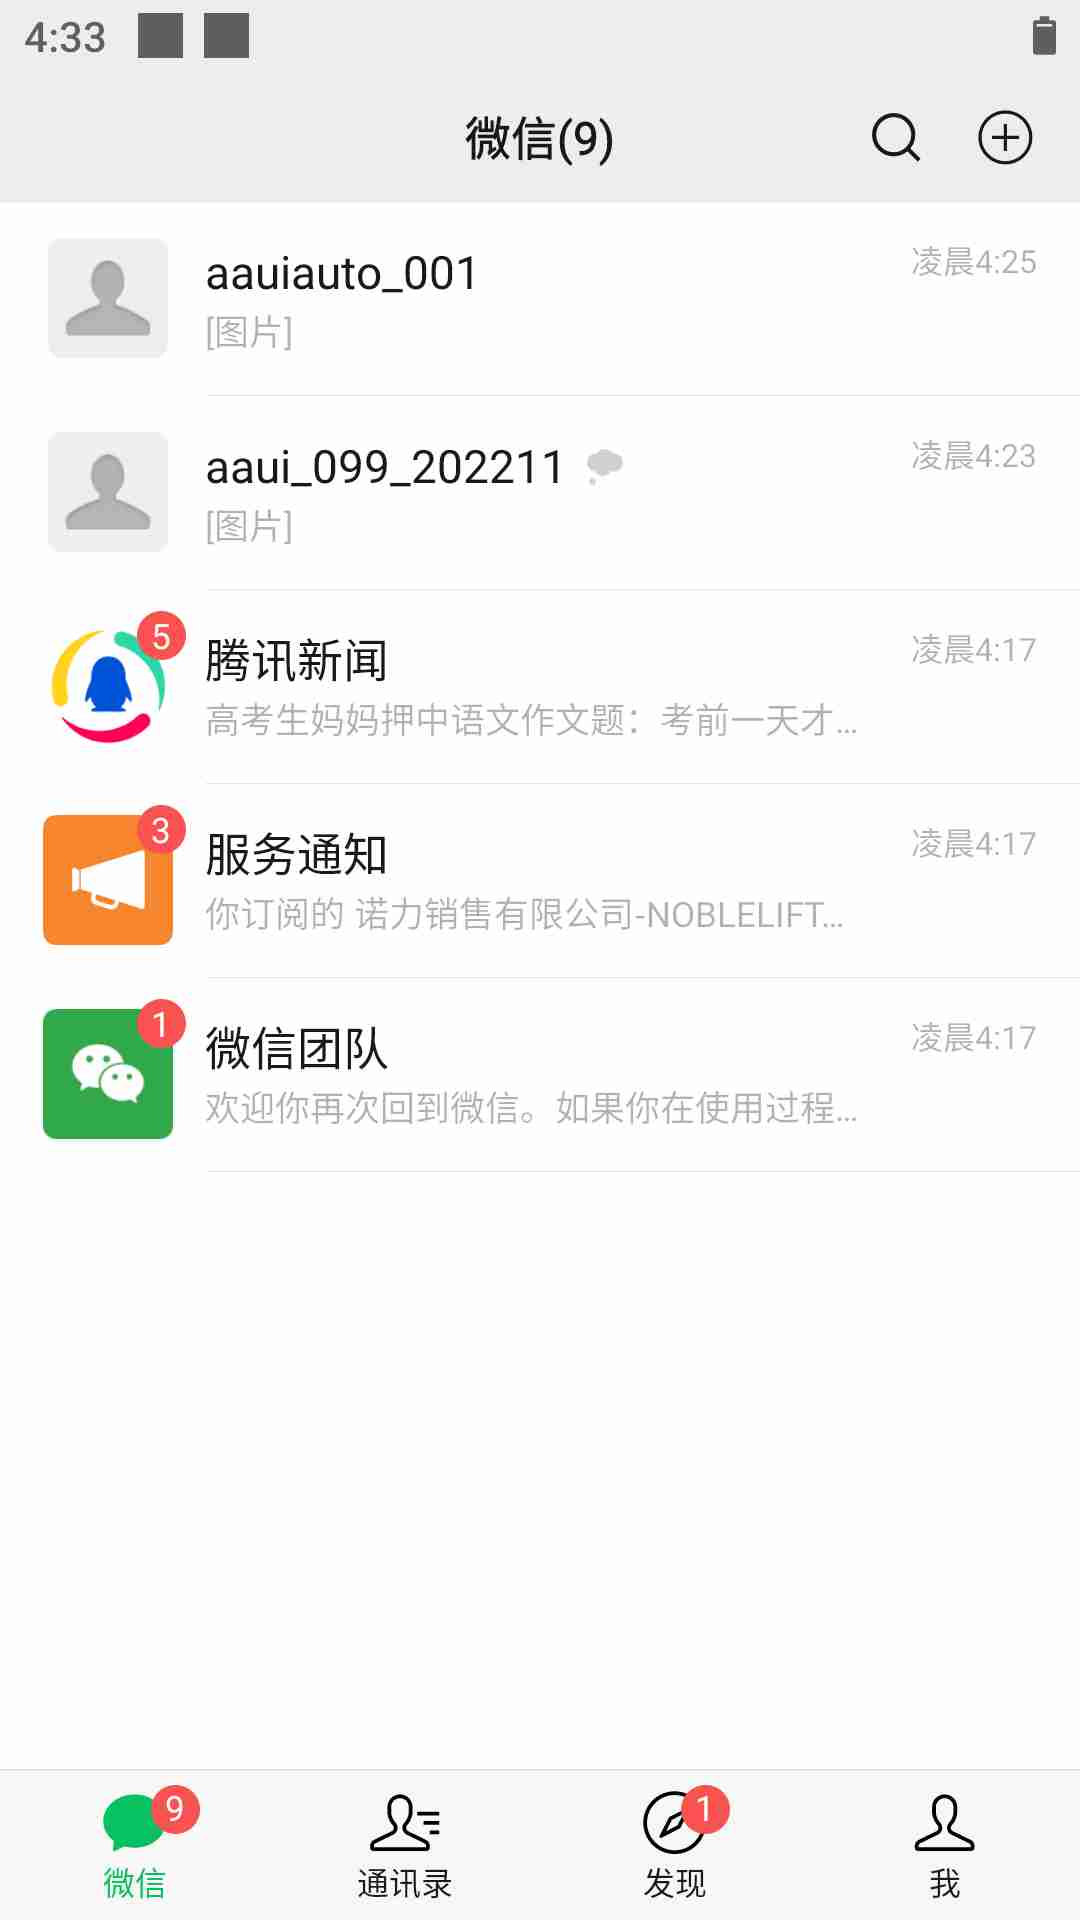 4:33
微信(9)
aauiauto_001
凌晨4:25
[图片]
aaui_099_202211
凌晨4:23
[图片]
5
腾讯新闻
凌晨4:17
高考生妈妈押中语文作文题：考前一天才...
3
服务通知
凌晨4:17
你订阅的 诺力销售有限公司-NOBLELIFT...
1
微信团队
凌晨4:17
欢迎你再次回到微信。如果你在使用过程...
9
1
微信
通讯录
发现
我